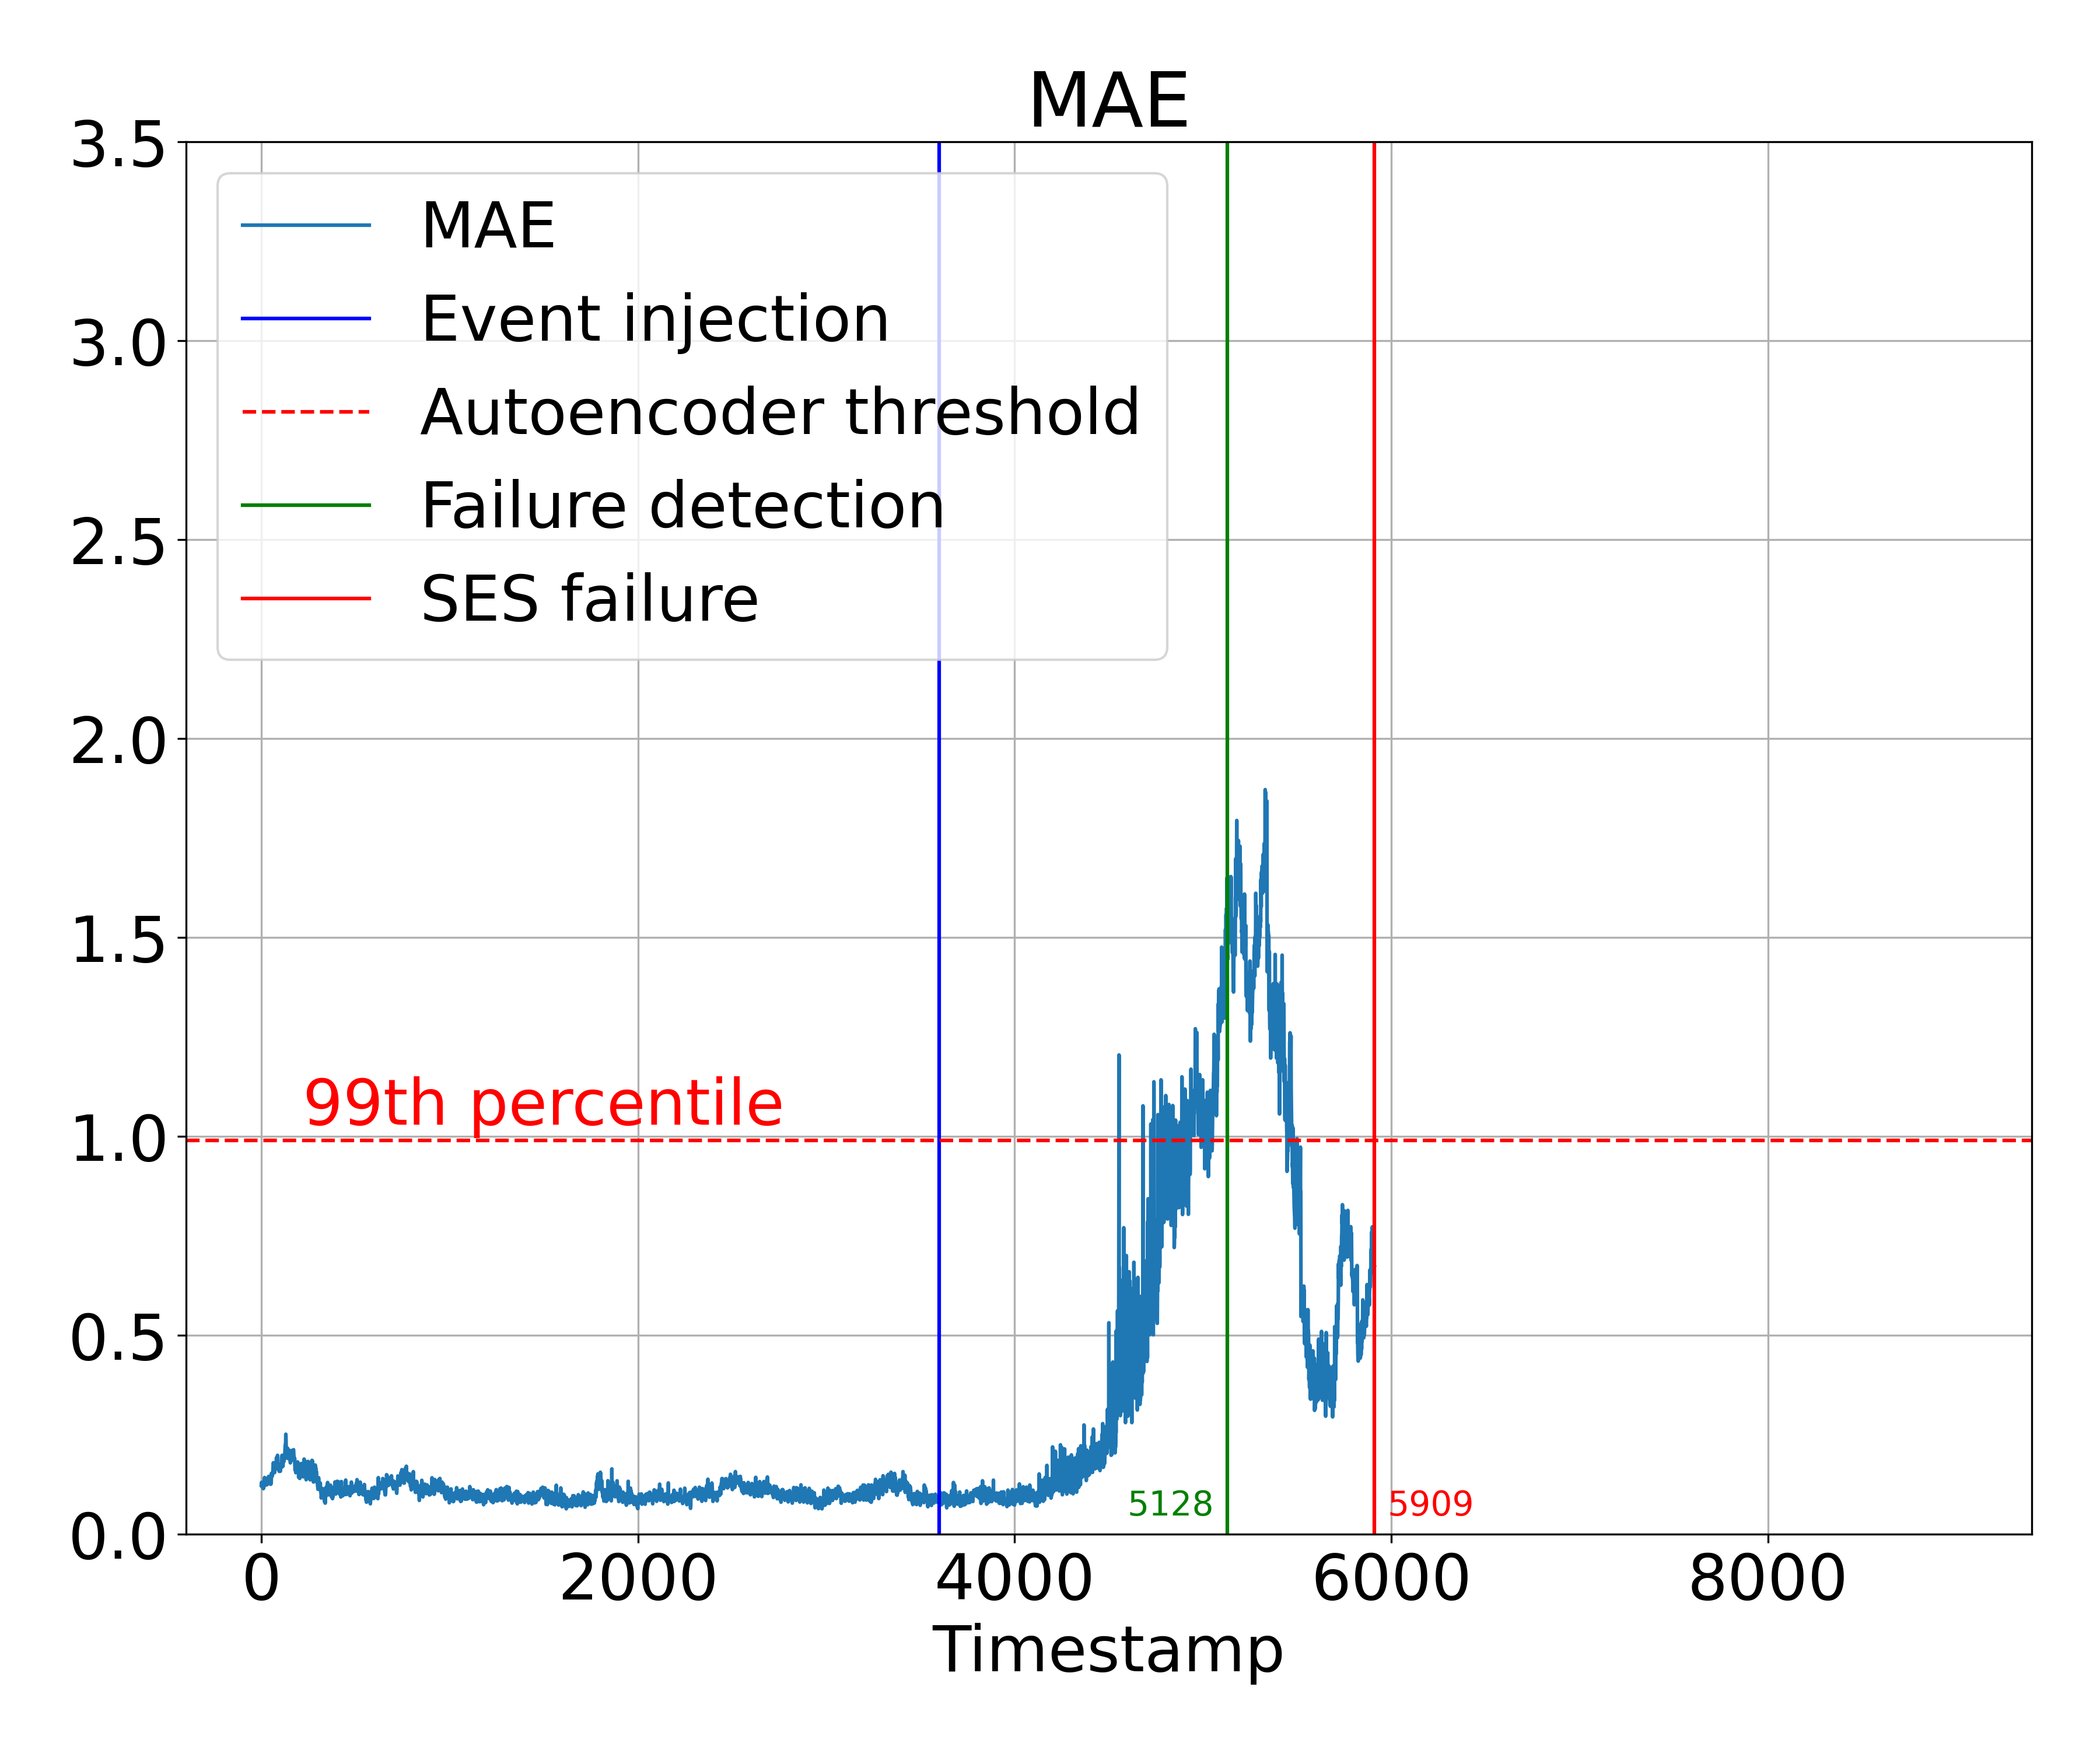 MAE
3.5
3.0
2.5
2.0
1.5
1.0
0.5
0.0
MAE
Event injection
Autoencoder threshold
Failure detection
SES failure
99th percentile
5128
5909
0
2000
4000
6000
8000
Timestamp